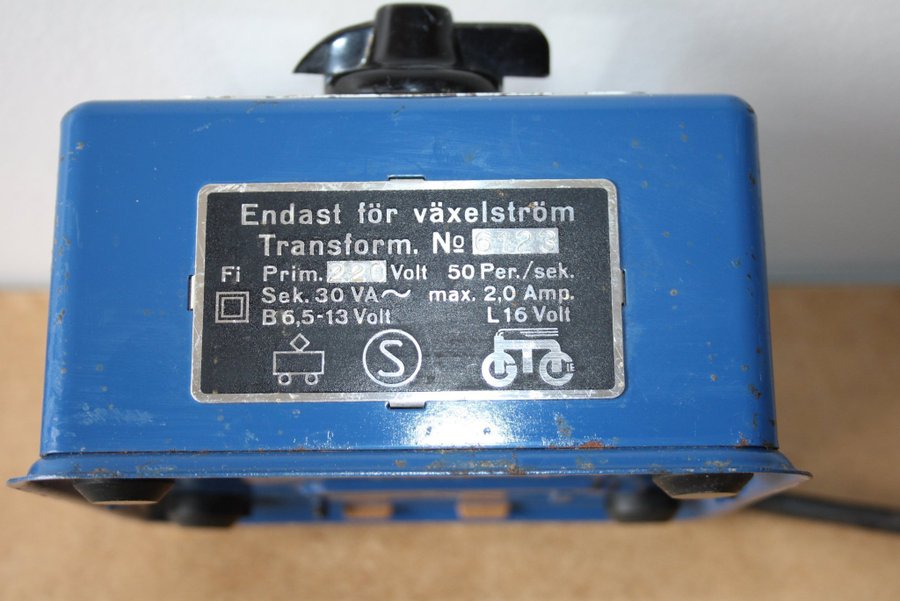 Endast för växelström
Transform. No 6123
Fi Prim. 220 Volt 50 Per./sek.
Sek. 30 VA~ max. 2,0 Amp.
B 6,5-13 Volt L 16 Volt
S